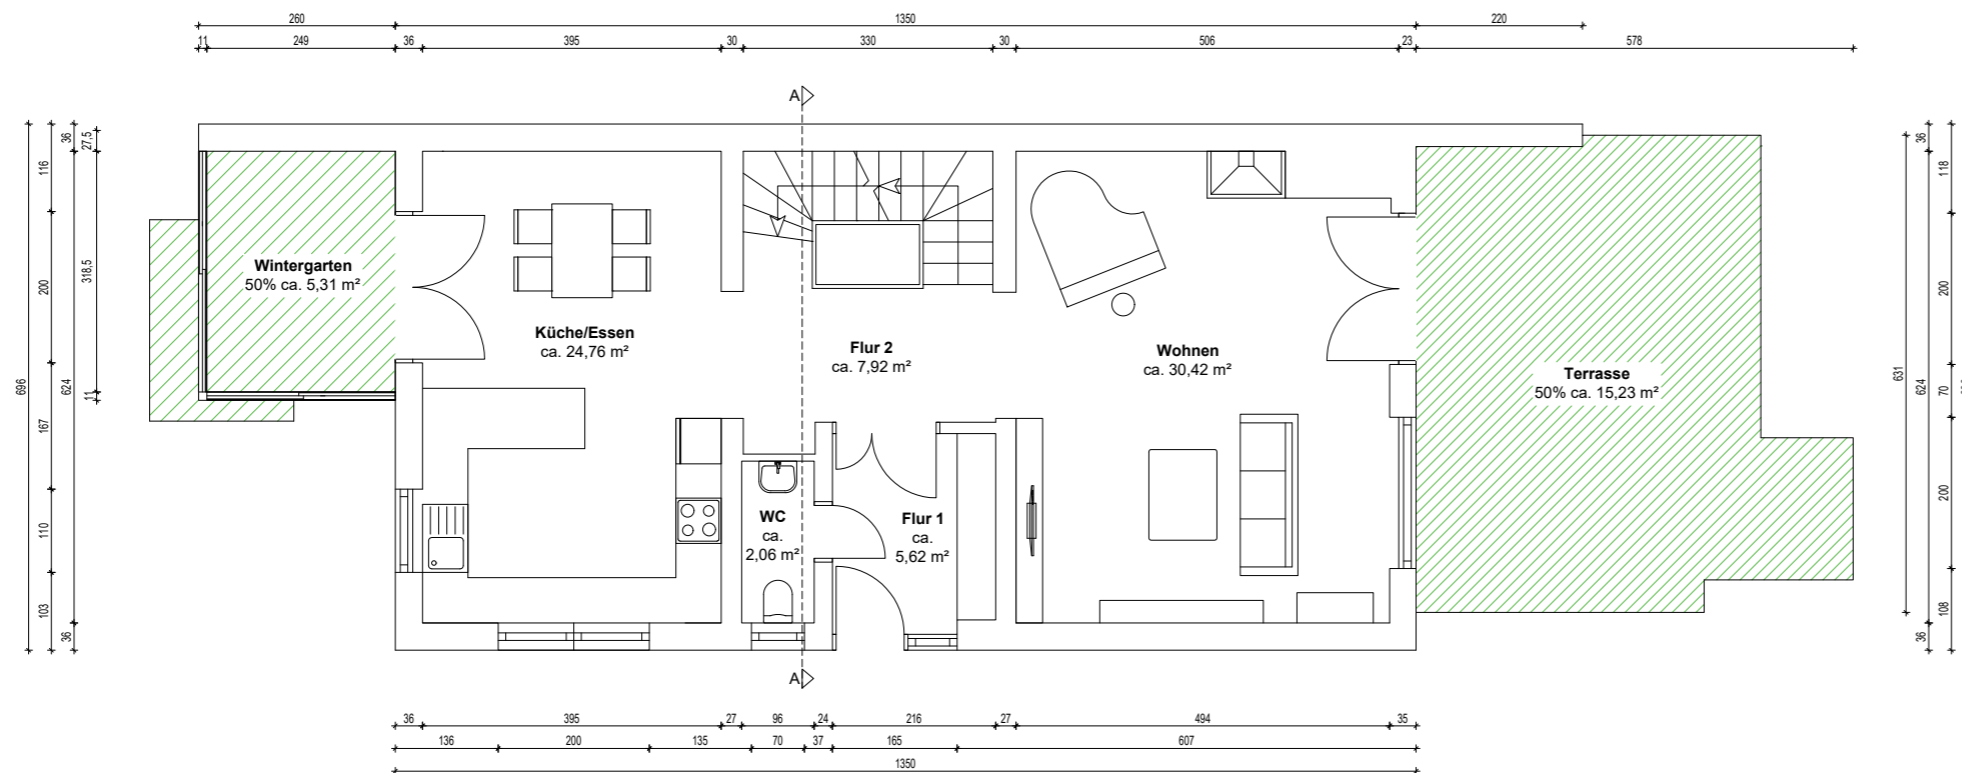 260
1350
220
11
249
36
395
30
330
30
506
23
578
A
696
116
200
167
110
103
36
624
36
27,5
318,5
11
Wintergarten
50% ca. 5,31 m²
Küche/Essen
ca. 24,76 m²
Flur 2
ca. 7,92 m²
Wohnen
ca. 30,42 m²
Terrasse
50% ca. 15,23 m²
WC
ca.
2,06 m²
Flur 1
ca.
5,62 m²
631
36
624
36
118
200
70
200
108
A
36
395
27
96
24
216
27
494
35
136
200
135
70
37
165
607
1350